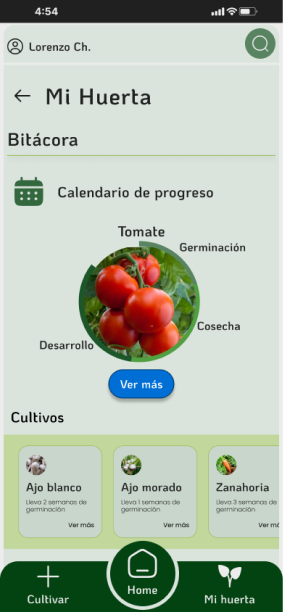 4:54
Lorenzo Ch.
Mi Huerta
Bitácora
Calendario de progreso
Tomate
Germinación
Cosecha
Desarrollo
Ver más
Cultivos
Ajo blanco
Lleva 2 semanas de
germinación
Ver más
Ajo morado
Lleva 1 semanas de
germinación
Ver más
Zanahoria
Lleva 3 semanas de
germinación
Ver má
Cultivar
Home
Mi huerta